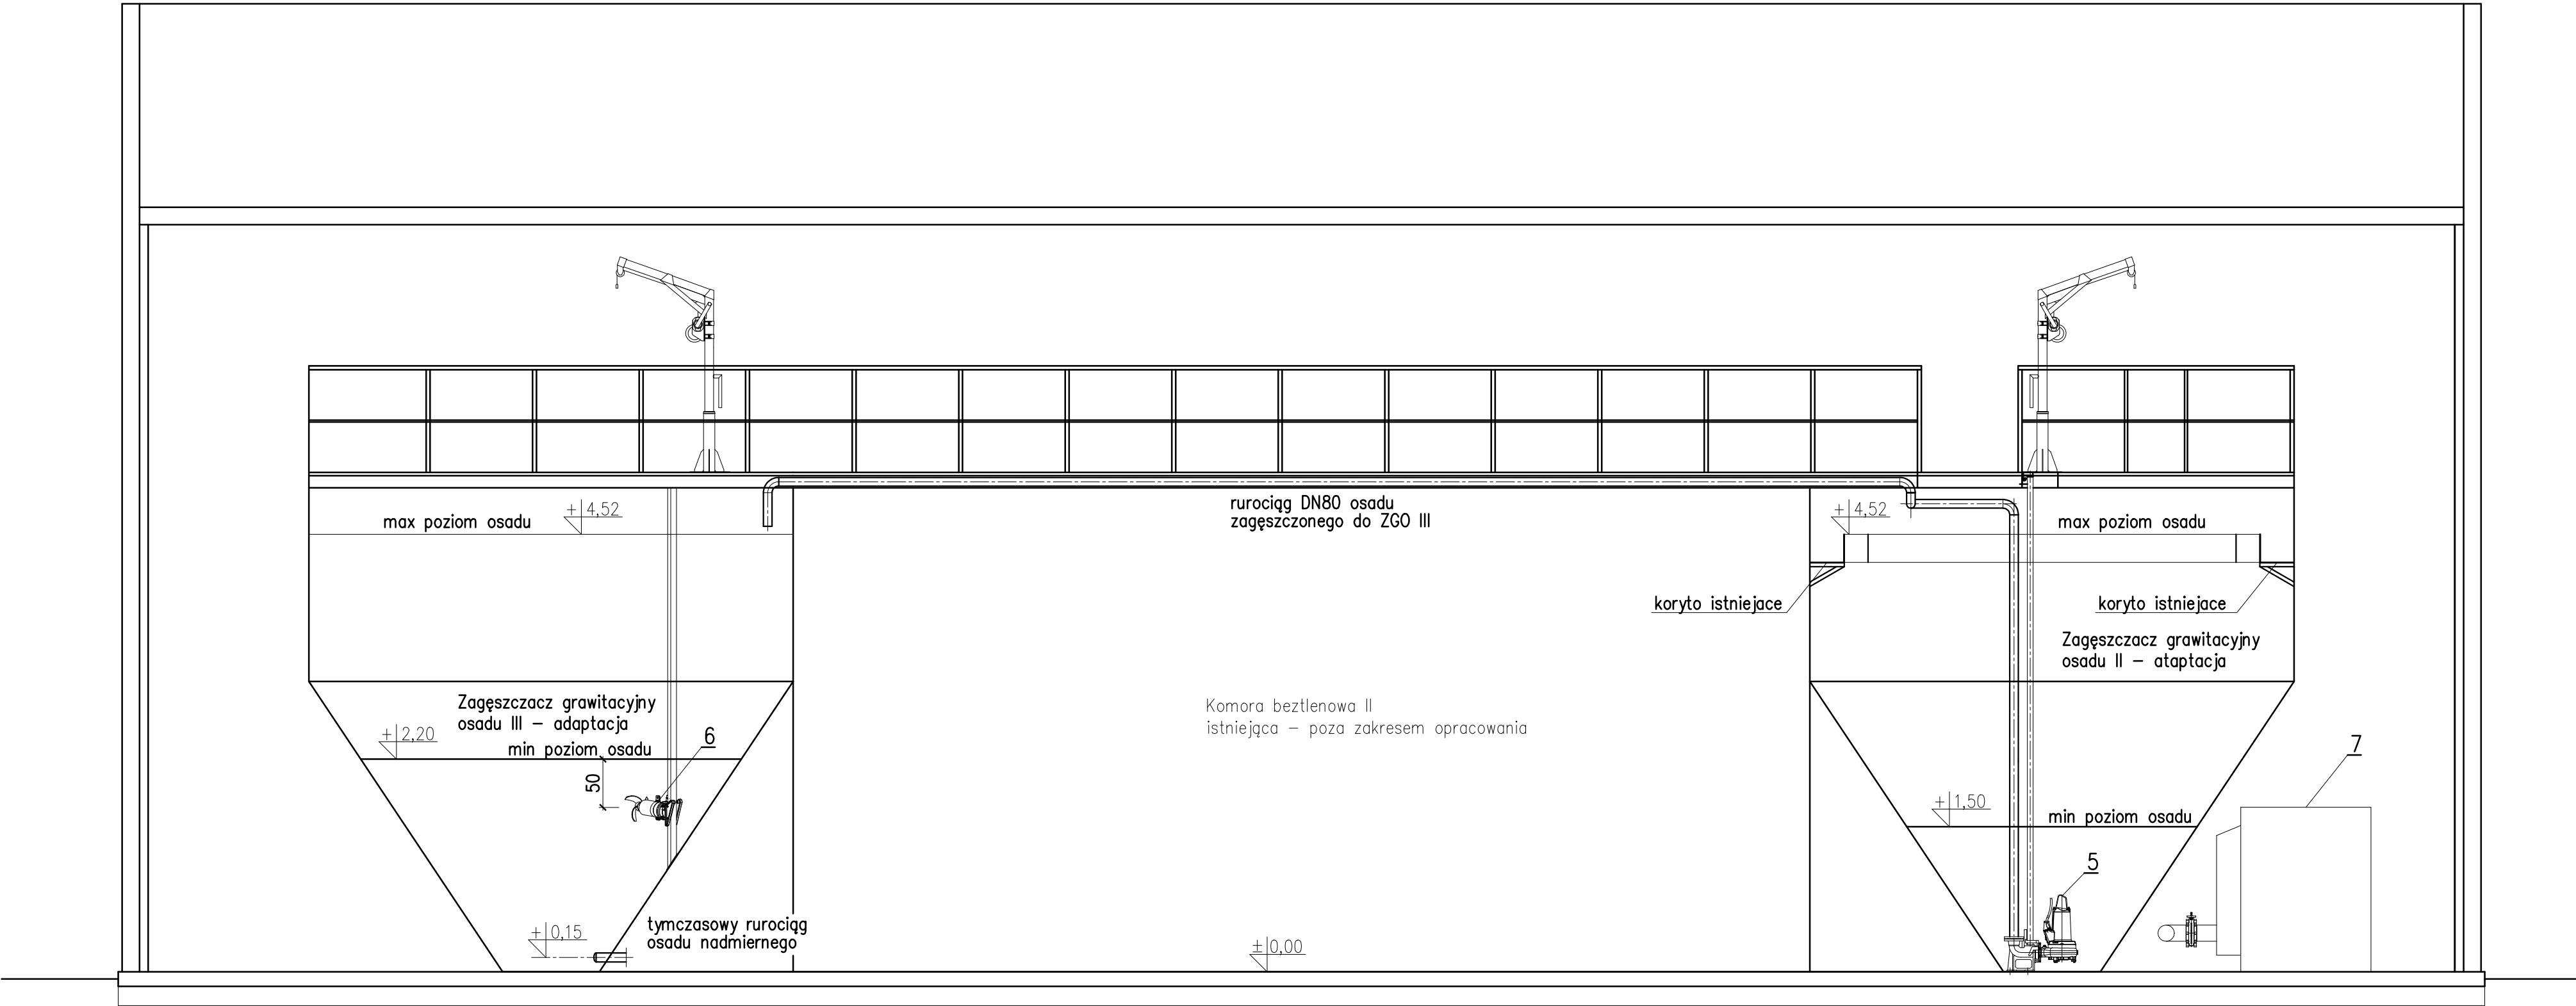 max poziom osadu
+4,52
rurociąg DN80 osadu
zagęszczonego do ZGO III
+4,52
max poziom osadu
koryto istniejace
koryto istniejace
Zagęszczacz grawitacyjny
osadu II – ataptacja
Zagęszczacz grawitacyjny
osadu III – adaptacja
+2,20
min poziom osadu
6
50
Komora beztlenowa II
istniejąca – poza zakresem opracowania
7
+1,50
min poziom osadu
5
+0,15
tymczasowy rurociąg
osadu nadmiernego
±0,00